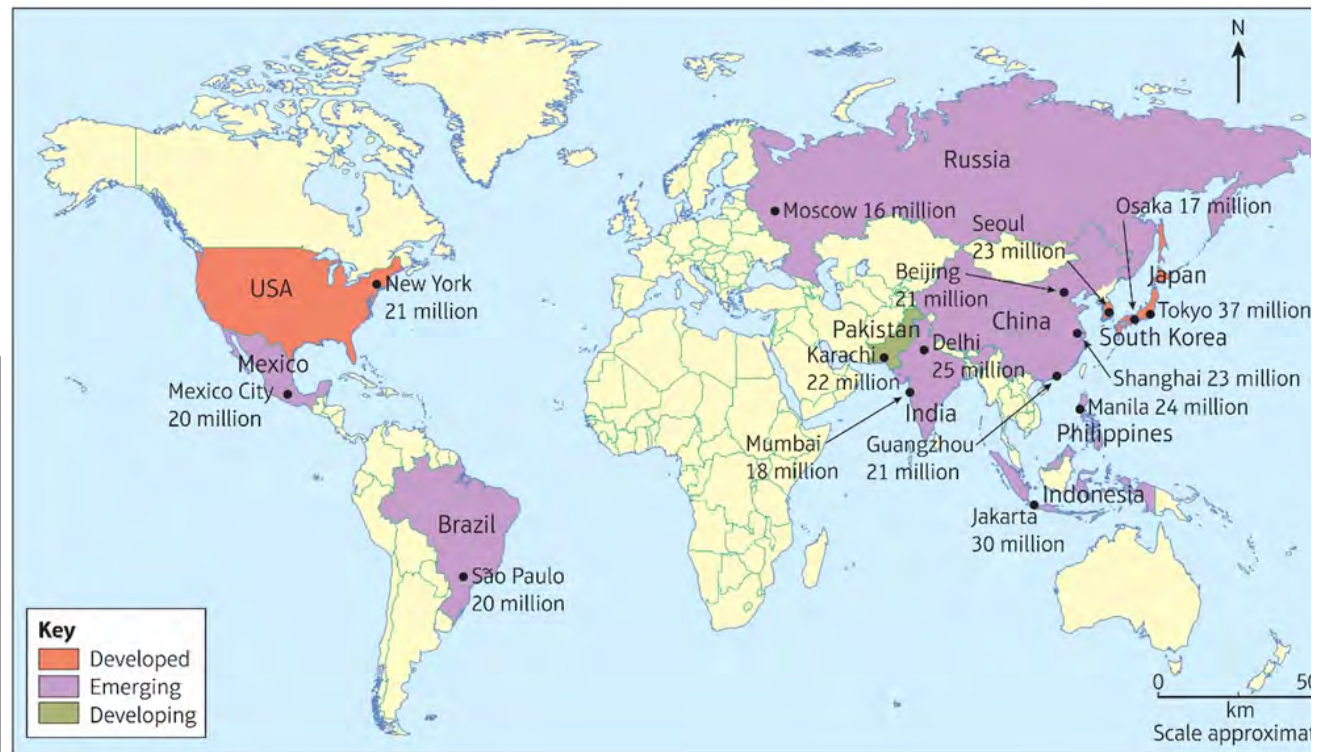 N
Russia
Moscow 16 million
Osaka 17 million
Seoul
23 million
Beijing
21 million
Japan
USA
New York
21 million
China
Tokyo 37 million
Pakistan
South Korea
Karachi
22 million
Delhi
25 million
Mexico
Mexico City
20 million
Shanghai 23 million
India
Manila 24 million
Philippines
Mumbai
18 million
Guangzhou
21 million
Indonesia
Jakarta
30 million
Brazil
São Paulo
20 million
Key
Developed
Emerging
Developing
0 50
km
Scale approximat